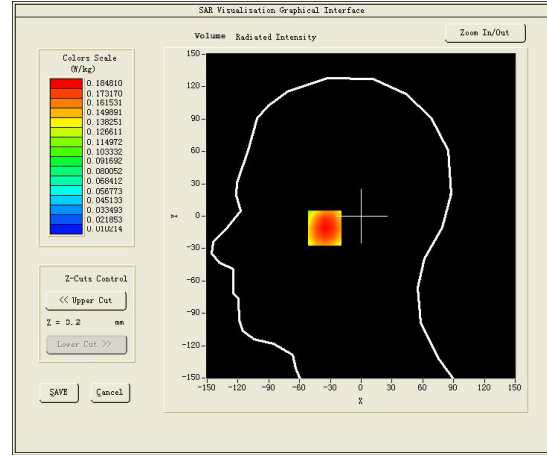 SAR Visualisation Graphical Interface
Volume Radiated Intensity
Zoom In/Out
Colors Scale
(W/kg)
0.184810
0.173170
0.161531
0.149891
0.138251
0.126611
0.114972
0.103332
0.091692
0.080052
0.068412
0.056773
0.045133
0.033493
0.021853
0.010214
Z-Cuts Control
<< Upper Cut
Z = 3.2 mm
Lower Cut >>
SAVE
Cancel
150
120
90
60
30
0
-30
-60
-90
-120
-150
Y
-150 -120 -90 -60 -30 0 30 60 90 120 150
X